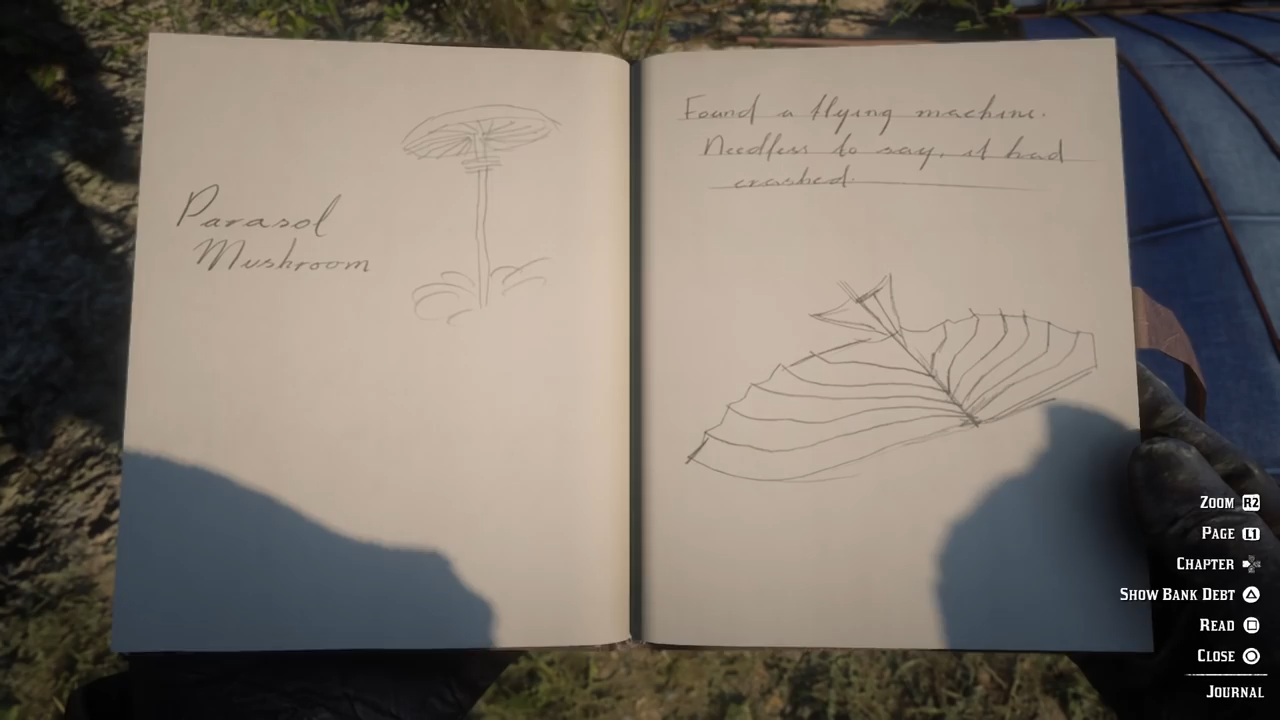 Parasol
Mushroom
Found a flying machine.
Needless to say, it had
crashed.
ZOOM R2
PAGE L1
CHAPTER
SHOW BANK DEBT
READ
CLOSE
JOURNAL